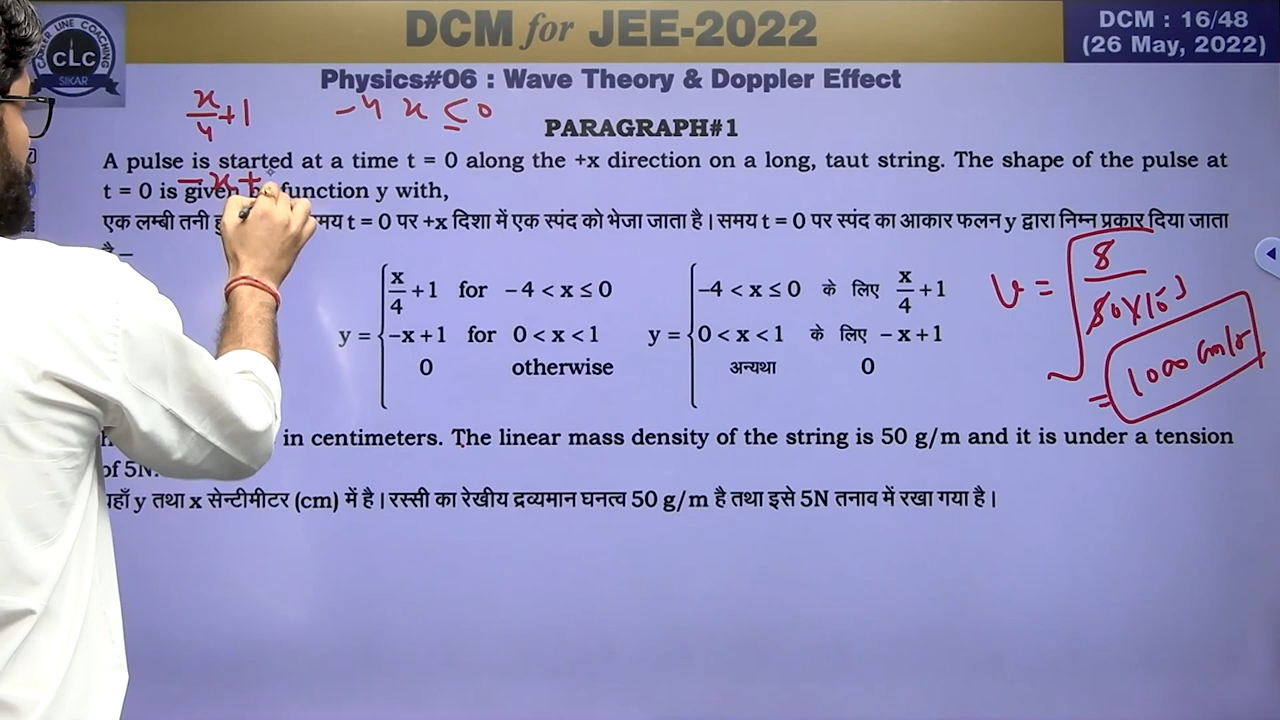 DCM for JEE-2022
DCM : 16/48
(26 May, 2022)
CAREER LINE COACHING
CLC
SIKAR
Physics#06 : Wave Theory & Doppler Effect
x/4 + 1 -4 x ≤ 0
PARAGRAPH#1
A pulse is started at a time t = 0 along the +x direction on a long, taut string. The shape of the pulse at
-x +
t = 0 is given by function y with,
एक लम्बी तनी समय t = 0 पर +x दिशा में एक स्पंद को भेजा जाता है। समय t = 0 पर स्पंद का आकार फलन y द्वारा निम्न प्रकार दिया जाता
है –
y = { x/4 +1 for −4 < x ≤ 0 y = { −4 < x ≤ 0 के लिए x/4 +1
−x +1 for 0 < x < 1 0 < x < 1 के लिए − x +1
0 otherwise अन्यथा 0
v = √
= 1000 cm/s
in centimeters. The linear mass density of the string is 50 g/m and it is under a tension
of 5N.
यहाँ y तथा x सेन्टीमीटर (cm) में है। रस्सी का रेखीय द्रव्यमान घनत्व 50 g/m है तथा इसे 5N तनाव में रखा गया है।